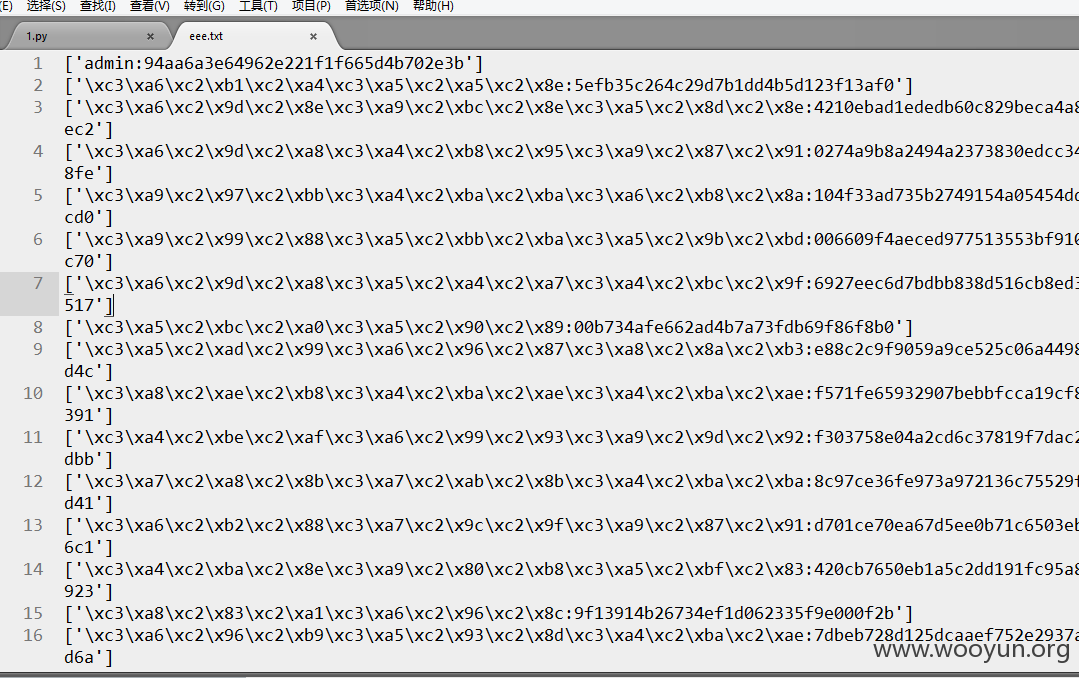 (E) 选择(S) 查找(I) 查看(V) 转到(G) 工具(T) 项目(P) 首选项(N) 帮助(H)
1.py × eee.txt ×
1 ['admin:94aa6a3e64962e221f1f665d4b702e3b']
2 ['\xc3\xa6\xc2\xb1\xc2\xa4\xc3\xa5\xc2\xa5\xc2\x8e:5efb35c264c29d7b1dd4b5d123f13af0']
3 ['\xc3\xa6\xc2\x9d\xc2\x8e\xc3\xa9\xc2\xbc\xc2\x8e\xc3\xa5\xc2\x8d\xc2\x8e:4210ebad1ededb60c829beca4a8
ec2']
4 ['\xc3\xa6\xc2\x9d\xc2\xa8\xc3\xa4\xc2\xb8\xc2\x95\xc3\xa9\xc2\x87\xc2\x91:0274a9b8a2494a2373830edcc34
8fe']
5 ['\xc3\xa9\xc2\x97\xc2\xbb\xc3\xa4\xc2\xba\xc2\xba\xc3\xa6\xc2\xb8\xc2\x8a:104f33ad735b2749154a05454dd
cd0']
6 ['\xc3\xa9\xc2\x99\xc2\x88\xc3\xa5\xc2\xbb\xc2\xba\xc3\xa5\xc2\x9b\xc2\xbd:006609f4aeced977513553bf910
c70']
7 ['\xc3\xa6\xc2\x9d\xc2\xa8\xc3\xa5\xc2\xa4\xc2\xa7\xc3\xa4\xc2\xbc\xc2\x9f:6927eec6d7bdbb838d516cb8ed3
517']
8 ['\xc3\xa5\xc2\xbc\xc2\xa0\xc3\xa5\xc2\x90\xc2\x89:00b734afe662ad4b7a73fdb69f86f8b0']
9 ['\xc3\xa5\xc2\xad\xc2\x99\xc3\xa6\xc2\x96\xc2\x87\xc3\xa8\xc2\x8a\xc2\xb3:e88c2c9f9059a9ce525c06a4498
d4c']
10 ['\xc3\xa8\xc2\xae\xc2\xb8\xc3\xa4\xc2\xba\xc2\xae\xc3\xa4\xc2\xba\xc2\xae:f571fe65932907bebbfcca19cf8
391']
11 ['\xc3\xa4\xc2\xbe\xc2\xaf\xc3\xa6\xc2\x99\xc2\x93\xc3\xa9\xc2\x9d\xc2\x92:f303758e04a2cd6c37819f7dac2
dbb']
12 ['\xc3\xa7\xc2\xa8\xc2\x8b\xc3\xa7\xc2\xab\xc2\x8b\xc3\xa4\xc2\xba\xc2\xba:8c97ce36fe973a972136c75529f
d41']
13 ['\xc3\xa6\xc2\xb2\xc2\x88\xc3\xa7\xc2\x9c\xc2\x9f\xc3\xa9\xc2\x87\xc2\x91:d701ce70ea67d5ee0b71c6503eb
6c1']
14 ['\xc3\xa4\xc2\xba\xc2\x8e\xc3\xa9\xc2\x80\xc2\xb8\xc3\xa5\xc2\xbf\xc2\x83:420cb7650eb1a5c2dd191fc95a8
923']
15 ['\xc3\xa8\xc2\x83\xc2\xa1\xc3\xa6\xc2\x96\xc2\x8c:9f13914b26734ef1d062335f9e000f2b']
16 ['\xc3\xa6\xc2\x96\xc2\xb9\xc3\xa5\xc2\x93\xc2\x8d\xc3\xa4\xc2\xba\xc2\xae:7dbeb728d125dcaaef752e2937a
d6a']
www.wooyun.org